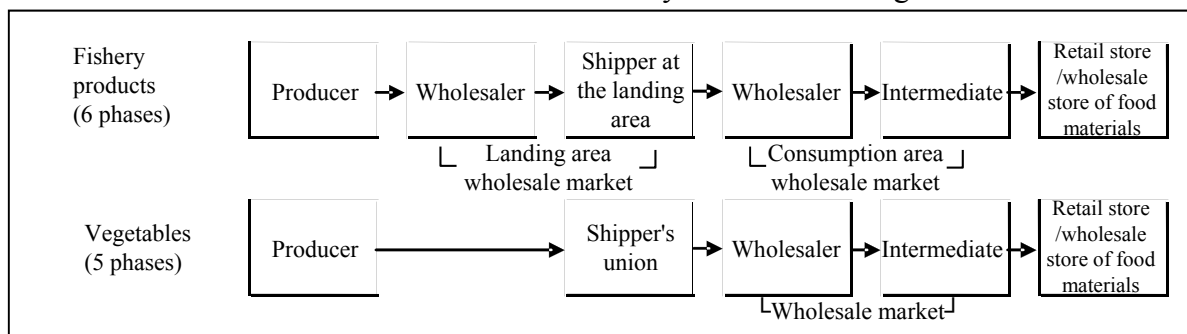 Fishery
products
(6 phases)
Producer
Wholesaler
Shipper at
the landing
area
Wholesaler
Intermediate
Retail store
/wholesale
store of food
materials
Landing area
wholesale market
Consumption area
wholesale market
Vegetables
(5 phases)
Producer
Shipper's
union
Wholesaler
Intermediate
Retail store
/wholesale
store of food
materials
Wholesale market